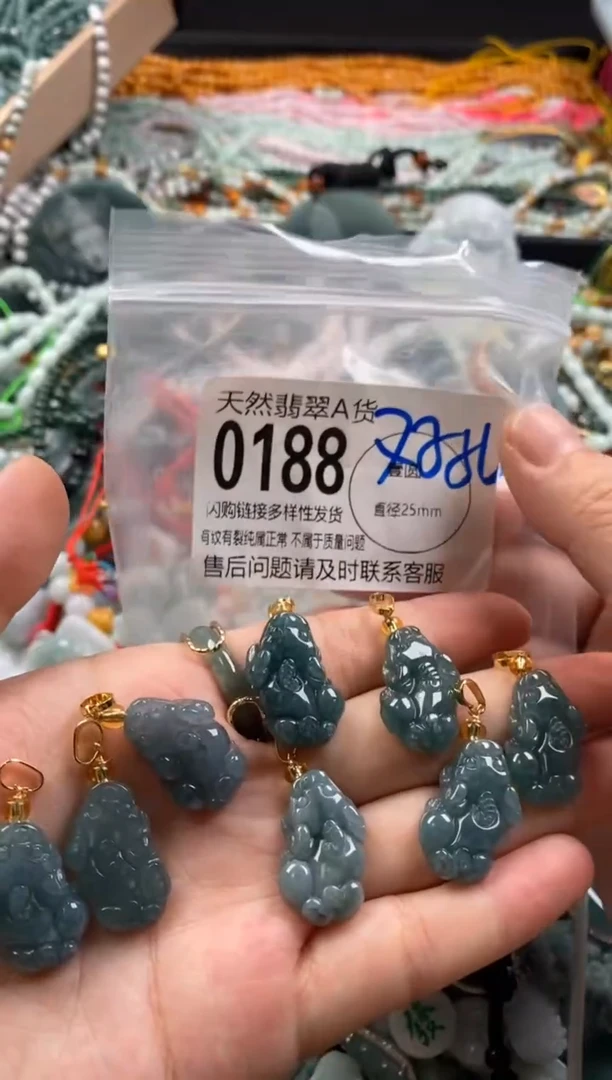 天然翡翠A货
0188
直径25mm
闪购链接多样性发货
有纹有裂纯属正常 不属于质量问题
售后问题请及时联系客服
發